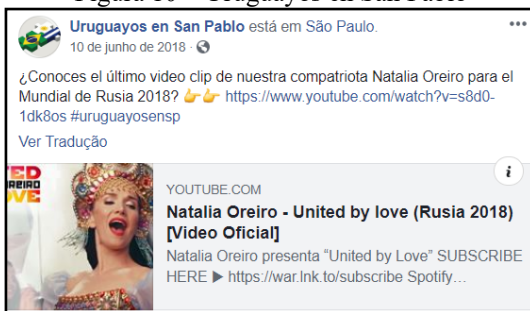 Uruguayos en San Pablo está em São Paulo.
10 de junho de 2018 ·
¿Conoces el último video clip de nuestra compatriota Natalia Oreiro para el
Mundial de Rusia 2018? 👉👉 https://www.youtube.com/watch?v=s8d0-
1dk8os #uruguayosensp
Ver Tradução
YOUTUBE.COM
Natalia Oreiro - United by love (Rusia 2018)
[Video Oficial]
Natalia Oreiro presenta "United by Love" SUBSCRIBE
HERE ▶ https://war.lnk.to/subscribe Spotify…